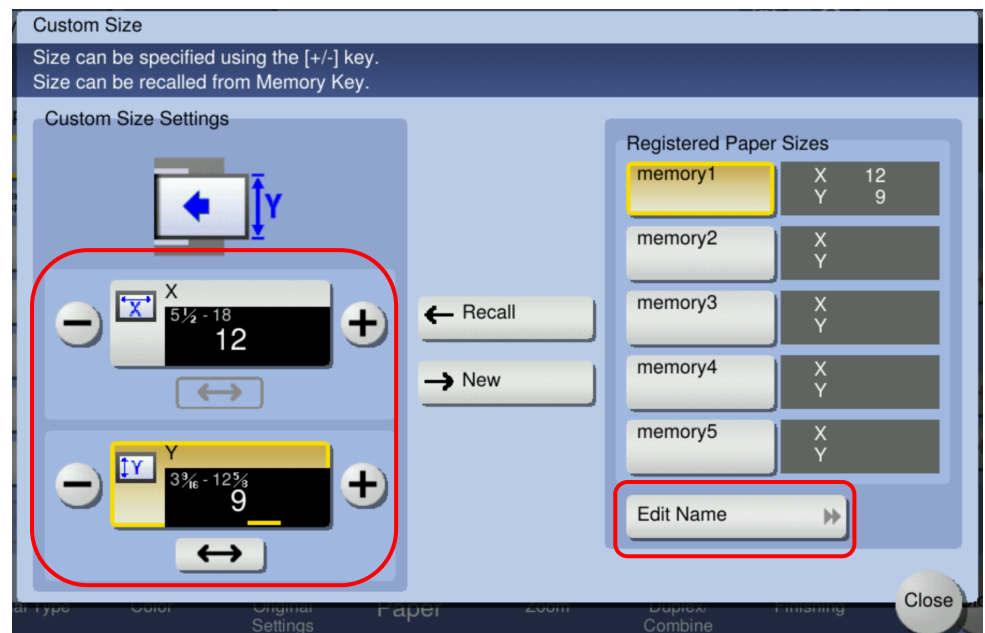 Custom Size
Size can be specified using the [+/-] key.
Size can be recalled from Memory Key.
Custom Size Settings
Y
X
X
5½ - 18
12
Y
Y
3⁹⁄₁₆ - 12⅝
9
← Recall
→ New
Registered Paper Sizes
memory1
X 12
Y 9
memory2
X
Y
memory3
X
Y
memory4
X
Y
memory5
X
Y
Edit Name
Close
Color
Original
Settings
Paper
Zoom
Duplex/
Combine
Finishing